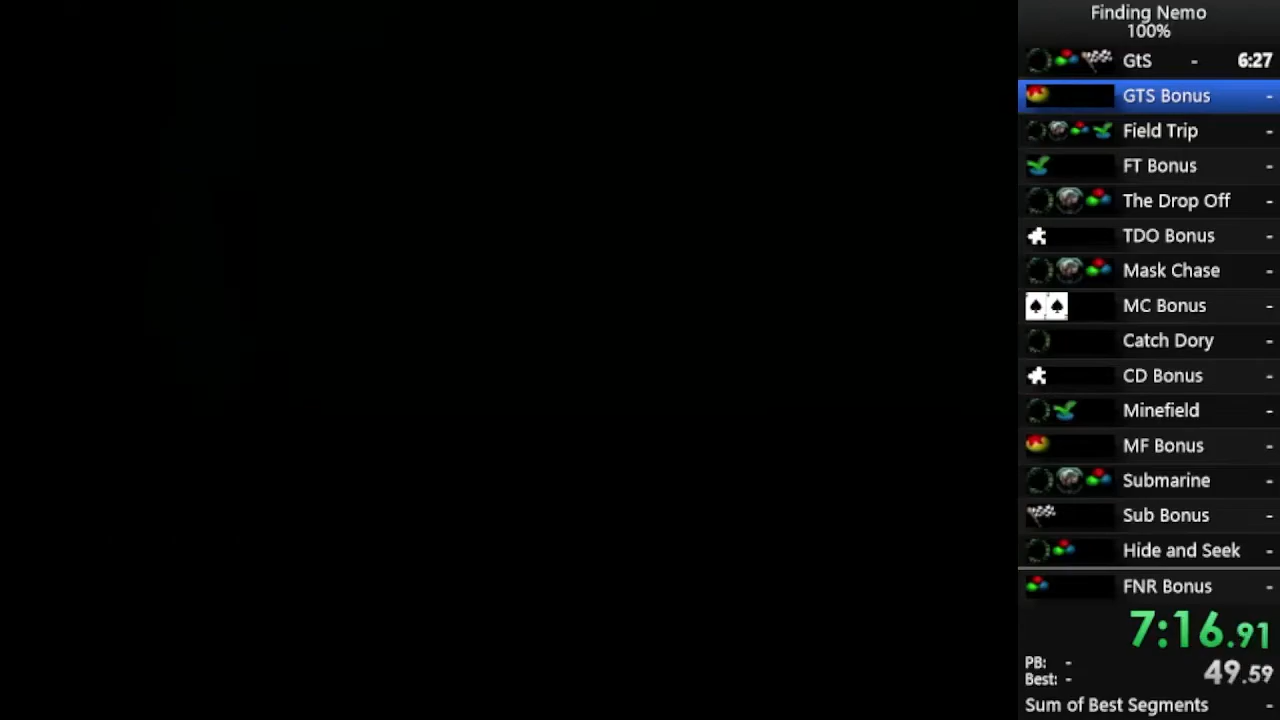 Finding Nemo
100%
GtS - 6:27
GTS Bonus -
Field Trip -
FT Bonus -
The Drop Off -
TDO Bonus -
Mask Chase -
MC Bonus -
Catch Dory -
CD Bonus -
Minefield -
MF Bonus -
Submarine -
Sub Bonus -
Hide and Seek -
FNR Bonus -
7:16.91
PB: -
49.59
Best: -
Sum of Best Segments -